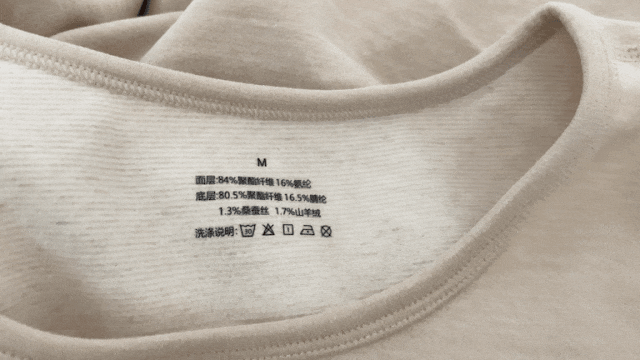 M
面层:84%聚酯纤维 16%氨纶
底层:80.5%聚酯纤维 16.5%腈纶
1.3%桑蚕丝 1.7%山羊绒
洗涤说明: